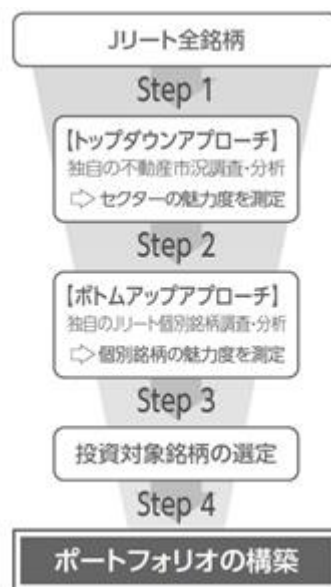 Jリート全銘柄
Step 1
【トップダウンアプローチ】
独自の不動産市況調査・分析
⇨ セクターの魅力度を測定
Step 2
【ボトムアップアプローチ】
独自のJリート個別銘柄調査・分析
⇨ 個別銘柄の魅力度を測定
Step 3
投資対象銘柄の選定
Step 4
ポートフォリオの構築